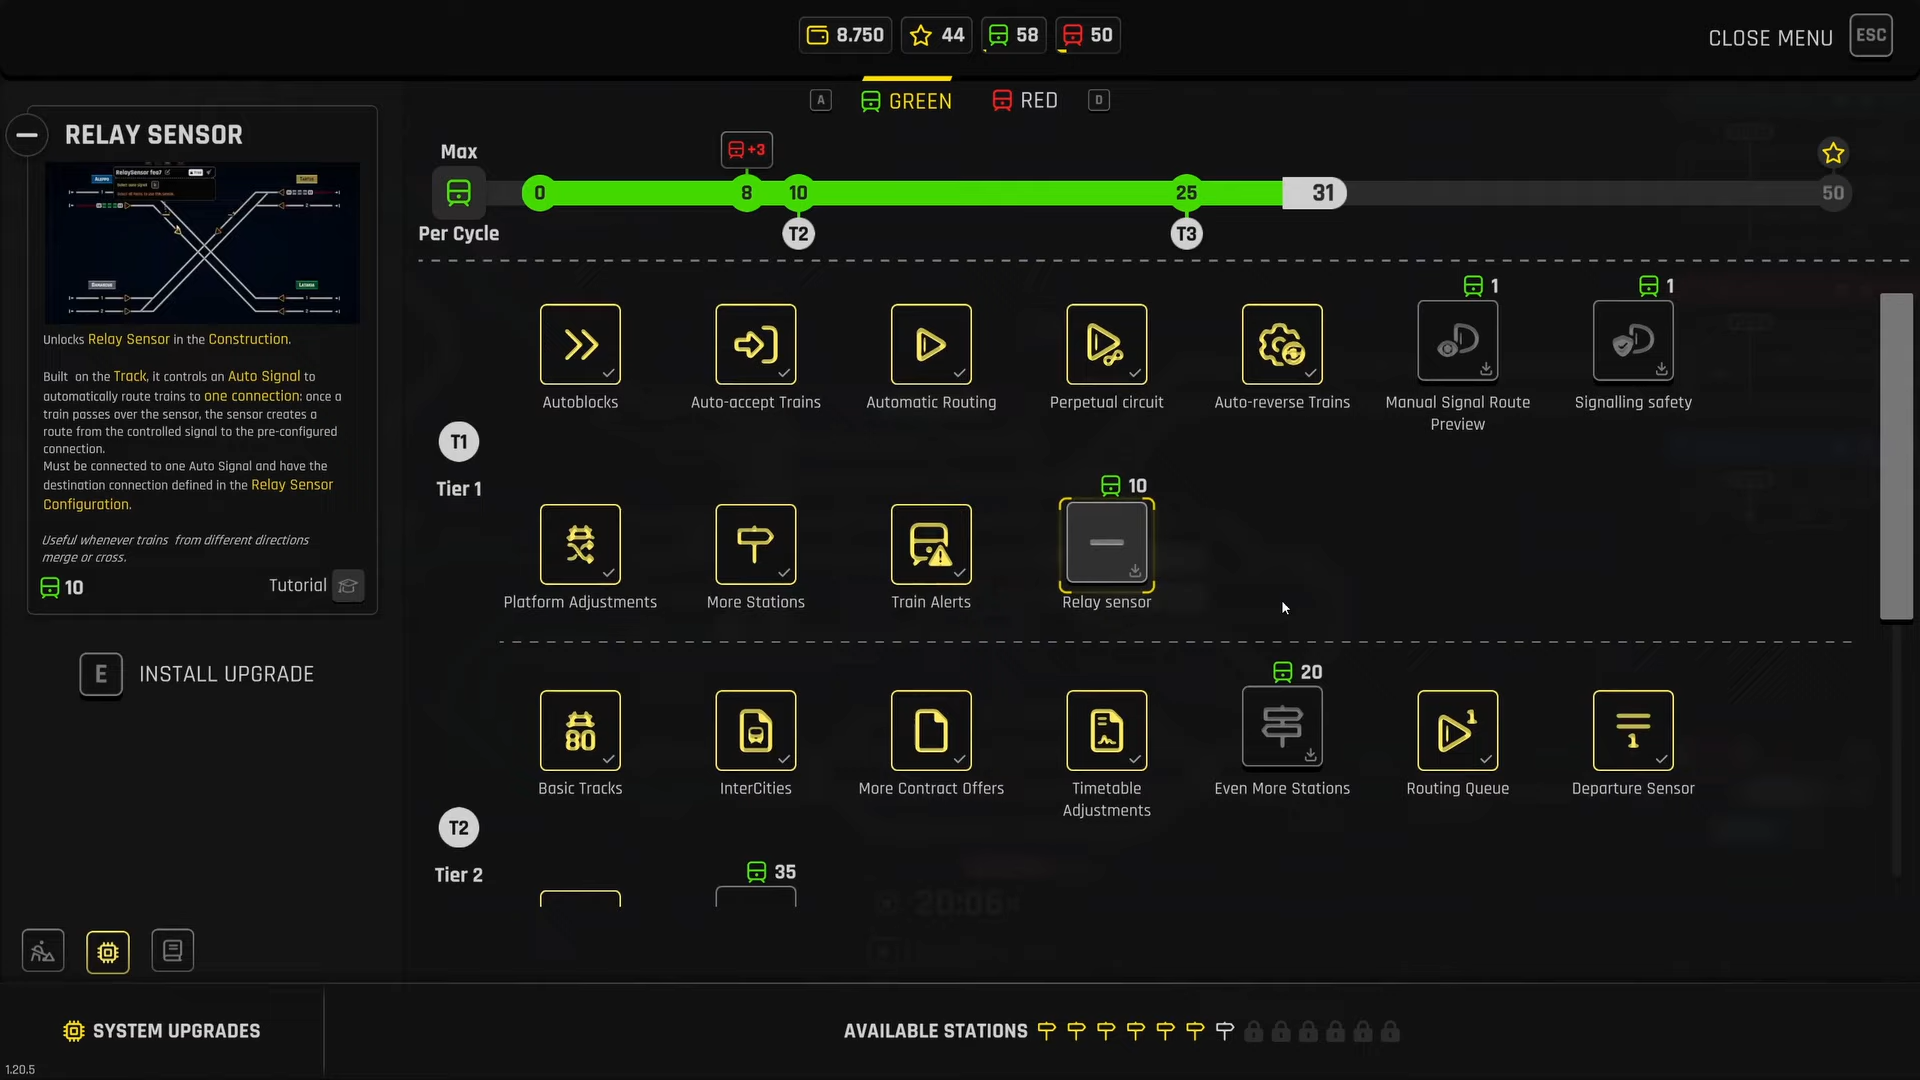 8.750
44
58
50
CLOSE MENU
ESC
A
GREEN
RED
D
RELAY SENSOR
Unlocks Relay Sensor in the Construction.
Built on the Track, it controls an Auto Signal to
automatically route trains to one connection: once a
train passes over the sensor, the sensor creates a
route from the controlled signal to the pre-configured
connection.
Must be connected to one Auto Signal and have the
destination connection defined in the Relay Sensor
Configuration.
Useful whenever trains from different directions
merge or cross.
10
Tutorial
E
INSTALL UPGRADE
Max
Per Cycle
+3
0
8
10
25
31
50
T2
T3
1
1
Autoblocks
Auto-accept Trains
Automatic Routing
Perpetual circuit
Auto-reverse Trains
Manual Signal Route
Preview
Signalling safety
T1
Tier 1
10
Platform Adjustments
More Stations
Train Alerts
Relay sensor
20
80
1
1
Basic Tracks
InterCities
More Contract Offers
Timetable
Adjustments
Even More Stations
Routing Queue
Departure Sensor
T2
Tier 2
35
20:06
SYSTEM UPGRADES
AVAILABLE STATIONS
1.20.5